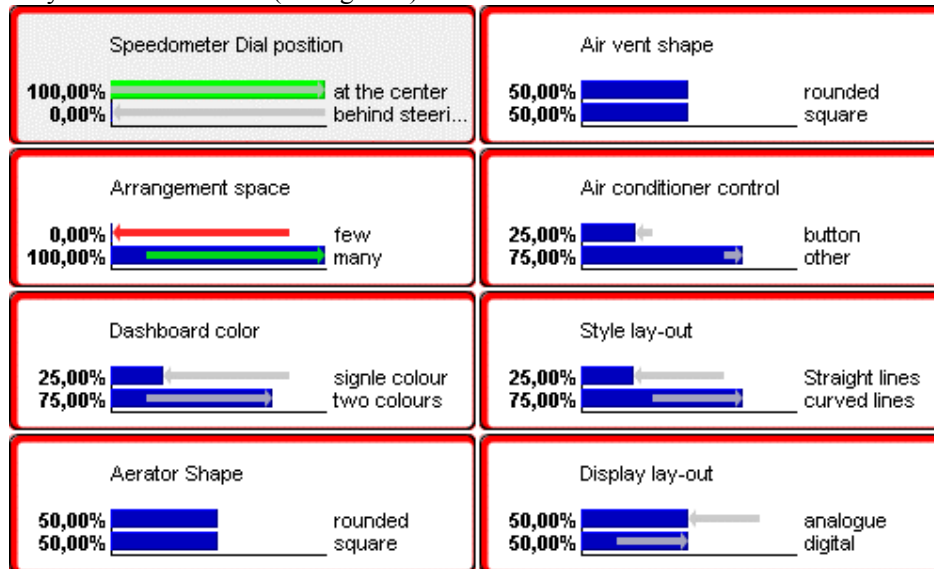 Speedometer Dial position
100,00% at the center
0,00% behind steeri...
Air vent shape
50,00% rounded
50,00% square
Arrangement space
0,00% few
100,00% many
Air conditioner control
25,00% button
75,00% other
Dashboard color
25,00% signle colour
75,00% two colours
Style lay-out
25,00% Straight lines
75,00% curved lines
Aerator Shape
50,00% rounded
50,00% square
Display lay-out
50,00% analogue
50,00% digital